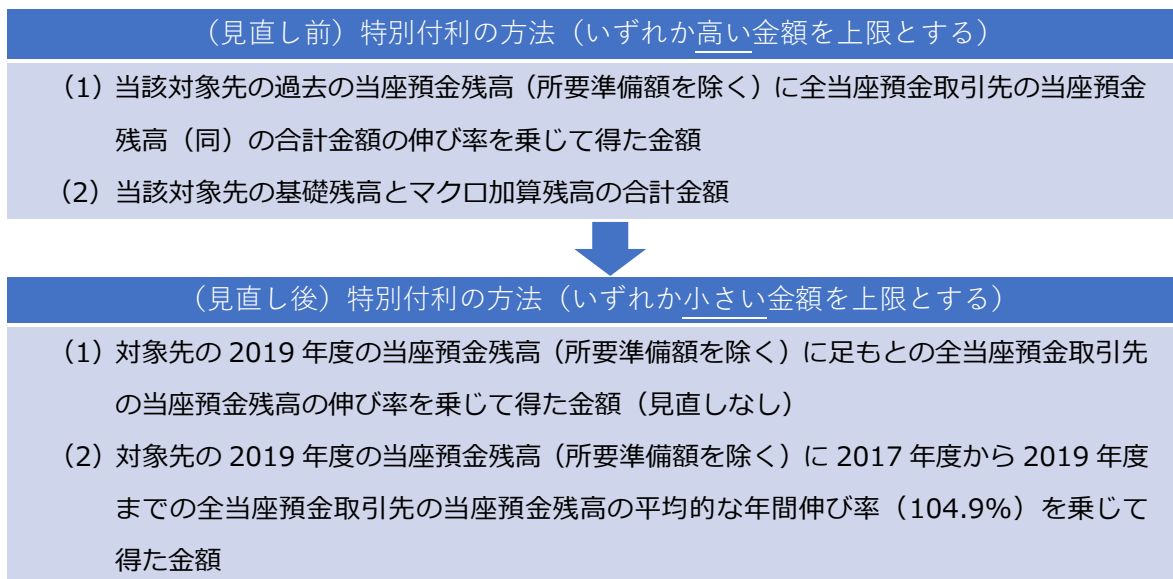 （見直し前）特別付利の方法（いずれか高い金額を上限とする）
（1）当該対象先の過去の当座預金残高（所要準備額を除く）に全当座預金取引先の当座預金
残高（同）の合計金額の伸び率を乗じて得た金額
（2）当該対象先の基礎残高とマクロ加算残高の合計金額
（見直し後）特別付利の方法（いずれか小さい金額を上限とする）
（1）対象先の 2019 年度の当座預金残高（所要準備額を除く）に足もとの全当座預金取引先
の当座預金残高の伸び率を乗じて得た金額（見直しなし）
（2）対象先の 2019 年度の当座預金残高（所要準備額を除く）に 2017 年度から 2019 年度
までの全当座預金取引先の当座預金残高の平均的な年間伸び率（104.9%）を乗じて
得た金額